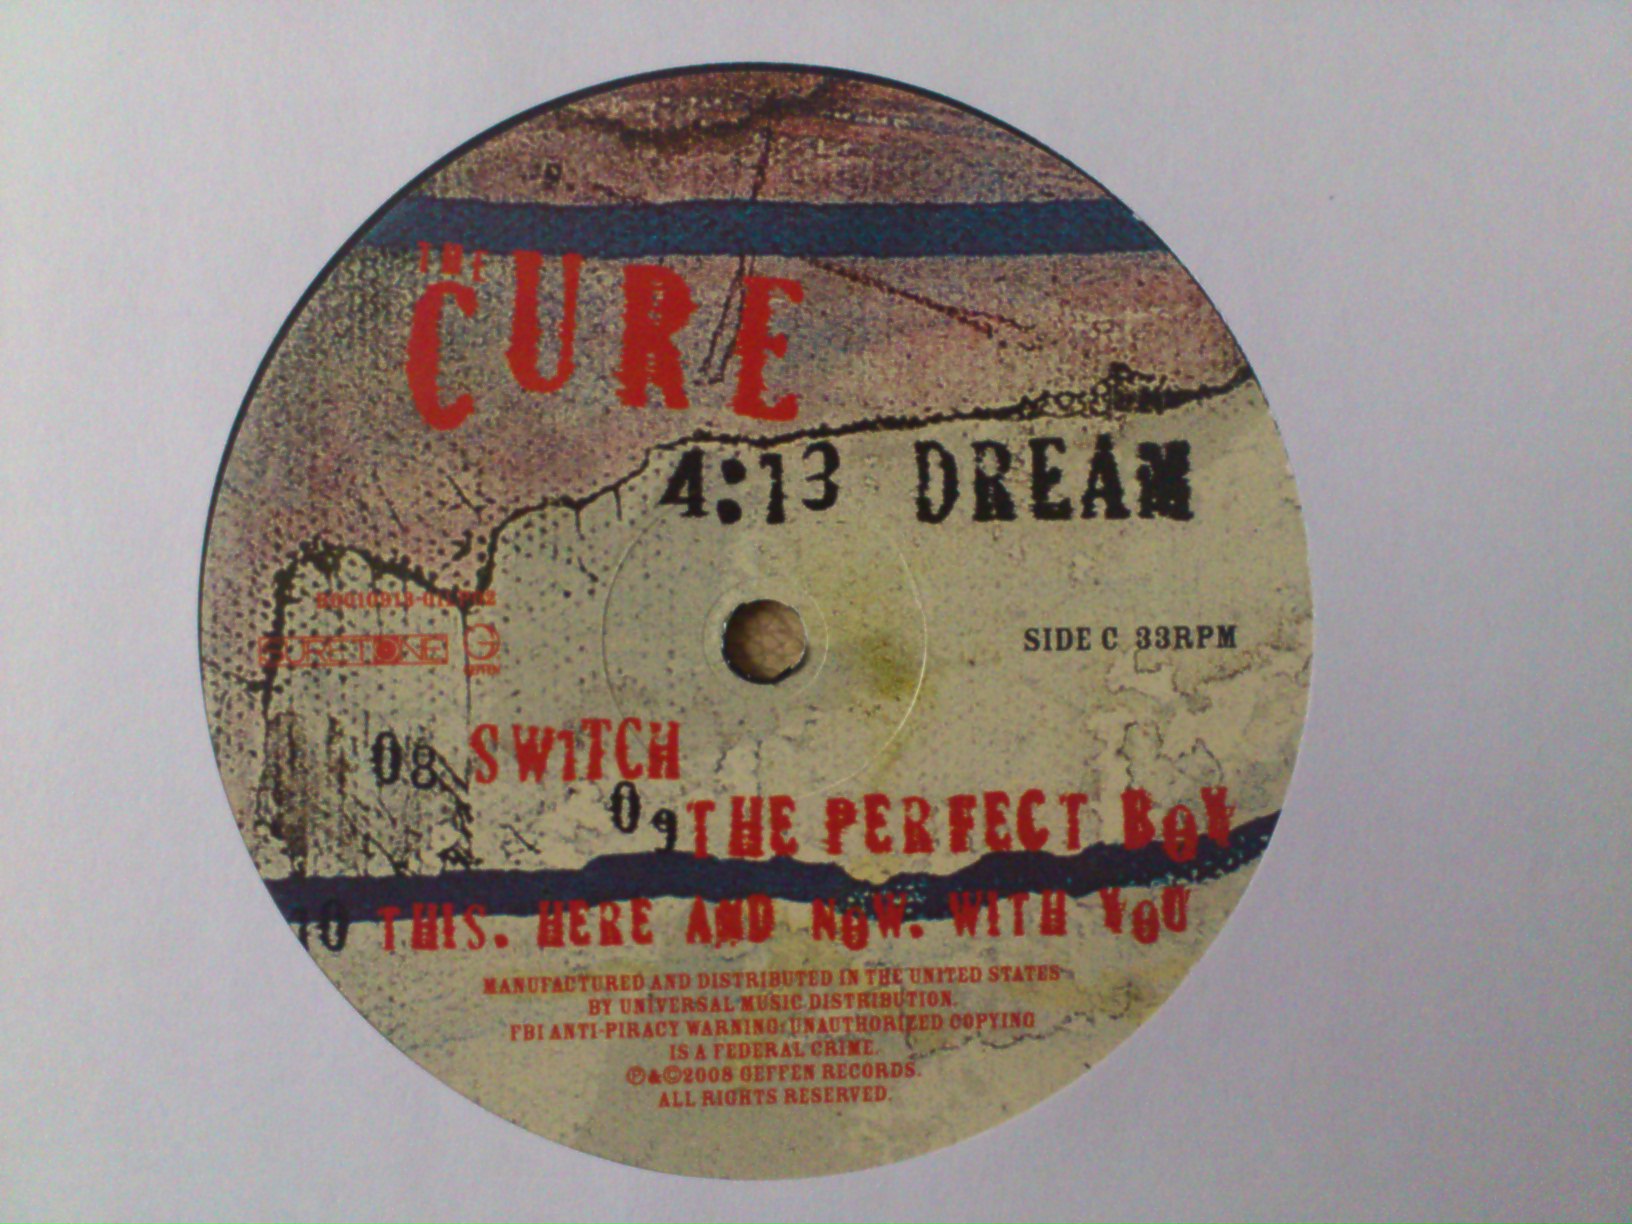 THE
CURE
4:13 DREAM
SIDE C 33RPM
08 SWiTCH
09 THE PERFECT BOY
10 THIS. HERE AND NOW. WITH YOU
MANUFACTURED AND DISTRIBUTED IN THE UNITED STATES
BY UNIVERSAL MUSIC DISTRIBUTION.
FBI ANTI-PIRACY WARNING: UNAUTHORIZED COPYING
IS A FEDERAL CRIME.
℗&©2008 GEFFEN RECORDS.
ALL RIGHTS RESERVED.